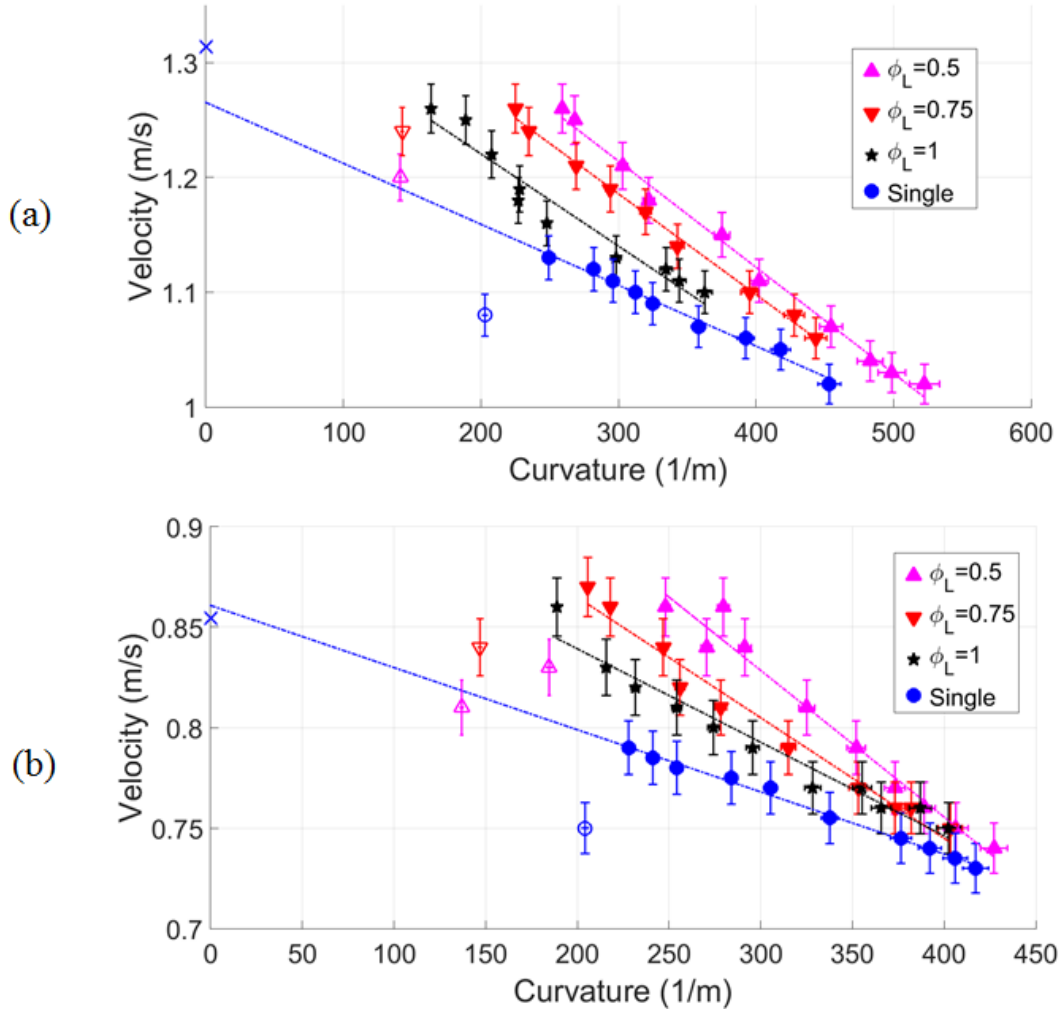 (a)
Velocity (m/s)
1.3
1.2
1.1
1
0 100 200 300 400 500 600
Curvature (1/m)
ϕL=0.5
ϕL=0.75
ϕL=1
Single
(b)
Velocity (m/s)
0.9
0.85
0.8
0.75
0.7
0 50 100 150 200 250 300 350 400 450
Curvature (1/m)
ϕL=0.5
ϕL=0.75
ϕL=1
Single